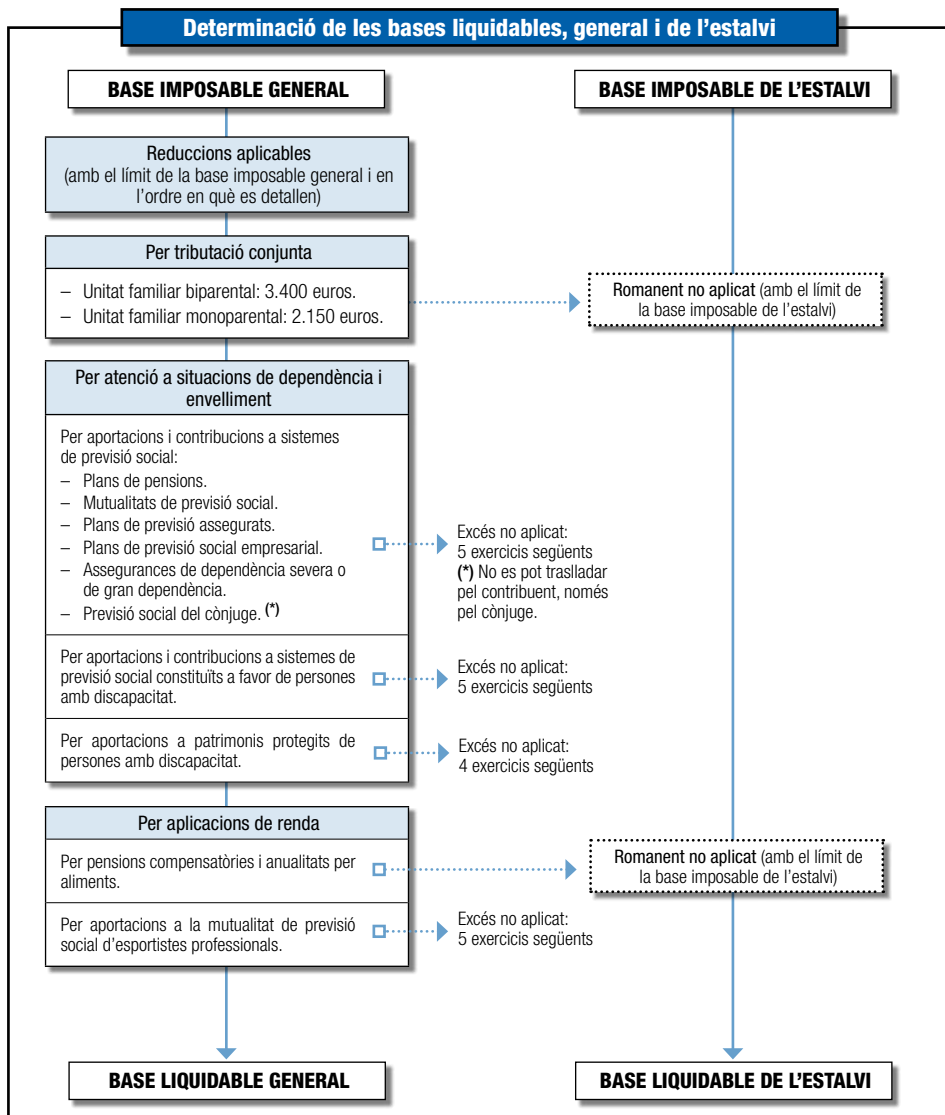 Determinació de les bases liquidables, general i de l’estalvi
BASE IMPOSABLE GENERAL
BASE IMPOSABLE DE L’ESTALVI
Reduccions aplicables
(amb el límit de la base imposable general i en
l’ordre en què es detallen)
Per tributació conjunta
– Unitat familiar biparental: 3.400 euros.
– Unitat familiar monoparental: 2.150 euros.
Romanent no aplicat (amb el límit de
la base imposable de l’estalvi)
Per atenció a situacions de dependència i
envelliment
Per aportacions i contribucions a sistemes
de previsió social:
– Plans de pensions.
– Mutualitats de previsió social.
– Plans de previsió assegurats.
– Plans de previsió social empresarial.
– Assegurances de dependència severa o
de gran dependència.
– Previsió social del cònjuge. (*)
Excés no aplicat:
5 exercicis següents
(*) No es pot traslladar
pel contribuent, només
pel cònjuge.
Per aportacions i contribucions a sistemes de
previsió social constituïts a favor de persones
amb discapacitat.
Excés no aplicat:
5 exercicis següents
Per aportacions a patrimonis protegits de
persones amb discapacitat.
Excés no aplicat:
4 exercicis següents
Per aplicacions de renda
Per pensions compensatòries i anualitats per
aliments.
Romanent no aplicat (amb el límit de
la base imposable de l’estalvi)
Per aportacions a la mutualitat de previsió
social d’esportistes professionals.
Excés no aplicat:
5 exercicis següents
BASE LIQUIDABLE GENERAL
BASE LIQUIDABLE DE L’ESTALVI